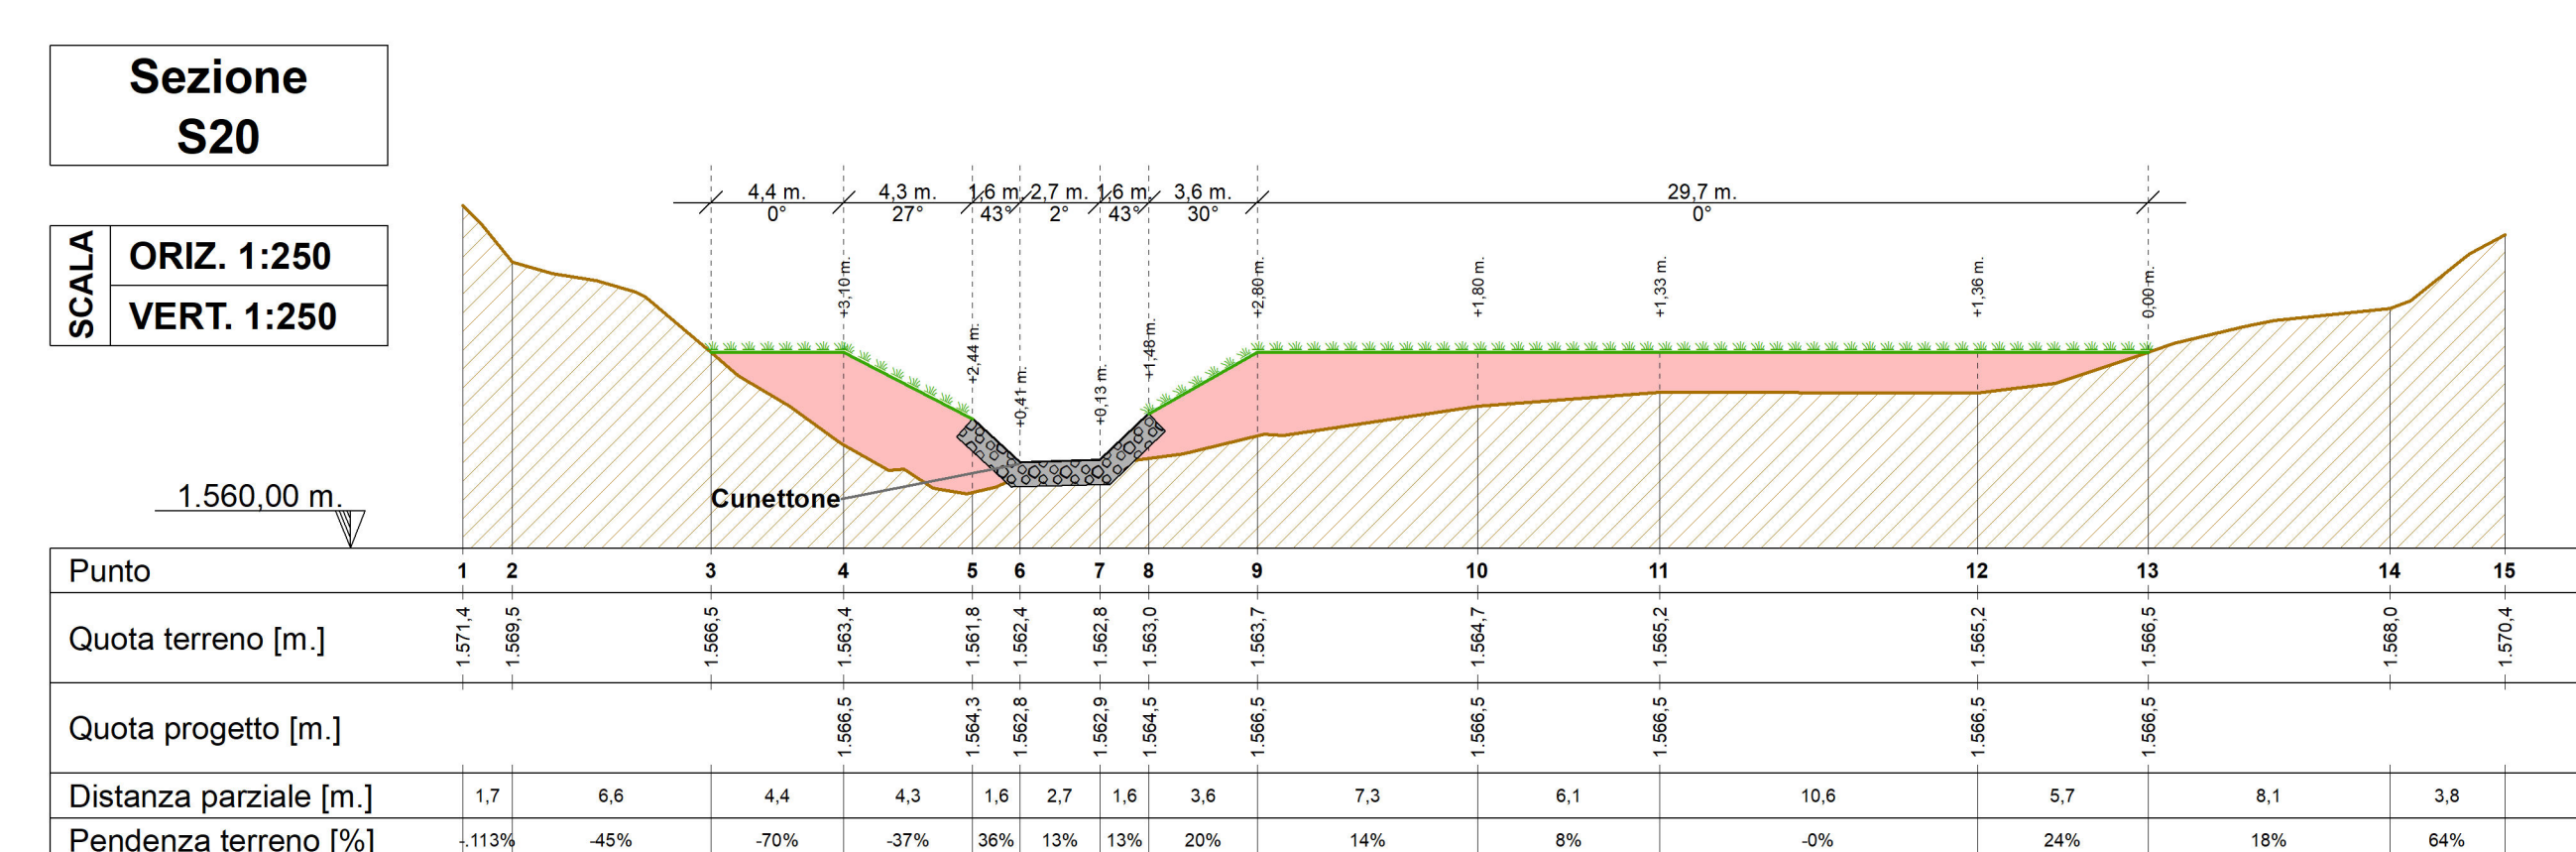 Sezione
S20
SCALA
ORIZ. 1:250
VERT. 1:250
4,4 m. 4,3 m. 1,6 m. 2,7 m. 1,6 m. 3,6 m. 29,7 m.
0° 27° 43° 2° 43° 30° 0°
+3,10 m. +2,44 m. +0,41 m. +0,13 m. +1,48 m. +2,80 m. +1,80 m. +1,33 m. +1,36 m. 0,00 m.
Cunettone
1.560,00 m.
Punto 1 2 3 4 5 6 7 8 9 10 11 12 13 14 15
Quota terreno [m.] 1.571,4 1.569,5 1.566,5 1.563,4 1.561,8 1.562,4 1.562,8 1.563,0 1.563,7 1.564,7 1.565,2 1.565,2 1.566,5 1.568,0 1.570,4
Quota progetto [m.] 1.566,5 1.564,3 1.562,8 1.562,9 1.564,5 1.566,5 1.566,5 1.566,5 1.566,5 1.566,5
Distanza parziale [m.] 1,7 6,6 4,4 4,3 1,6 2,7 1,6 3,6 7,3 6,1 10,6 5,7 8,1 3,8
Pendenza terreno [%] -.113% -45% -70% -37% 36% 13% 13% 20% 14% 8% -0% 24% 18% 64%